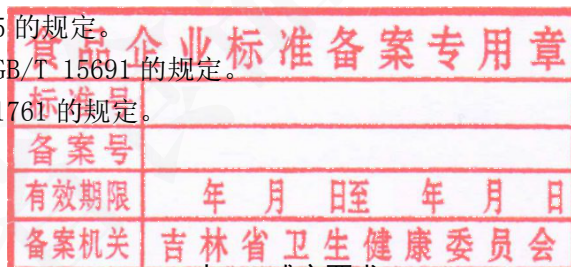 5 的规定。
食品企业标准备案专用章
GB/T 15691 的规定。
标准号
1761 的规定。
备案号
有效期限 年 月 日至 年 月 日
备案机关 吉林省卫生健康委员会